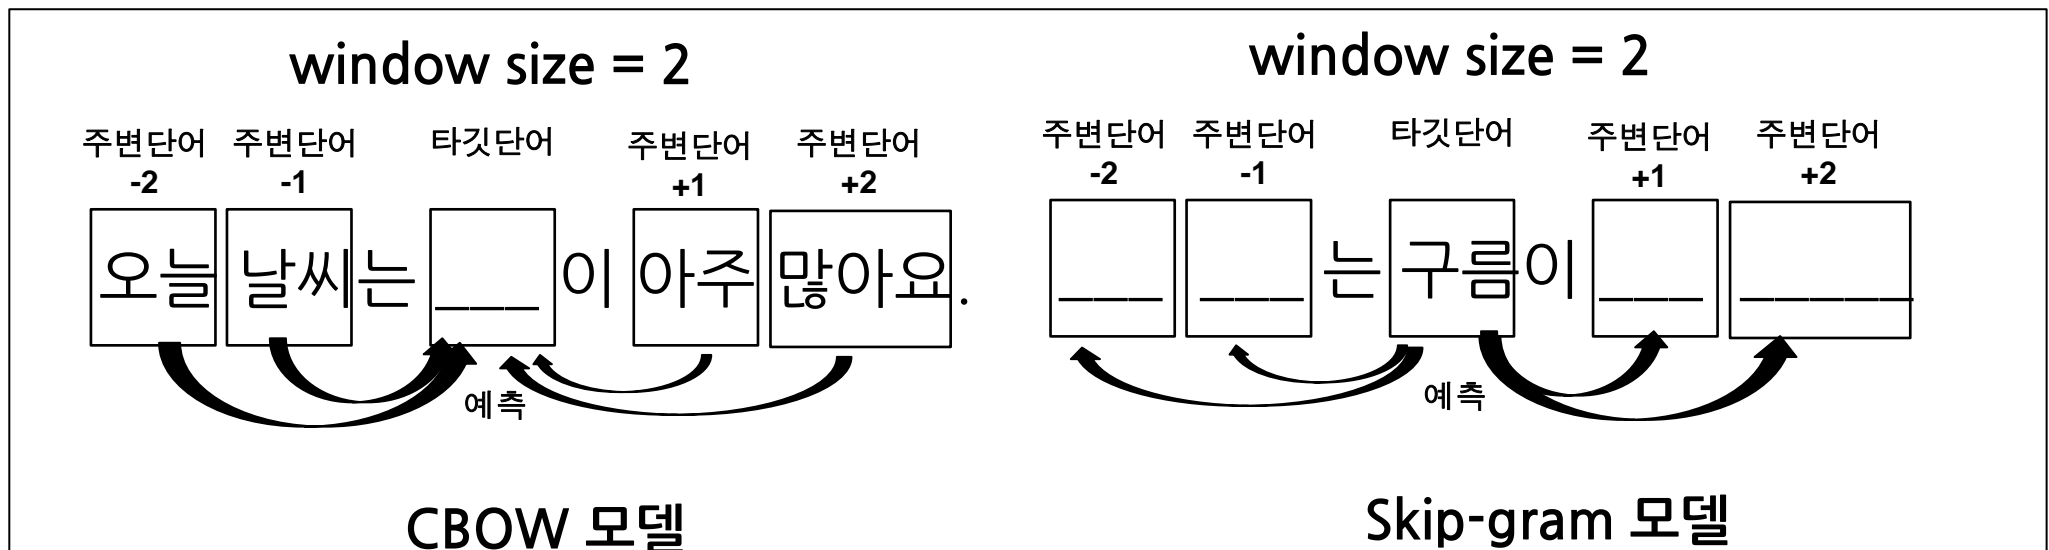 window size = 2
주변단어 주변단어 타깃단어 주변단어 주변단어
-2 -1 +1 +2
오늘 날씨는 ___ 이 아주 많아요.
예측
CBOW 모델
window size = 2
주변단어 주변단어 타깃단어 주변단어 주변단어
-2 -1 +1 +2
___ ___ 는 구름이 ___ _____
예측
Skip-gram 모델